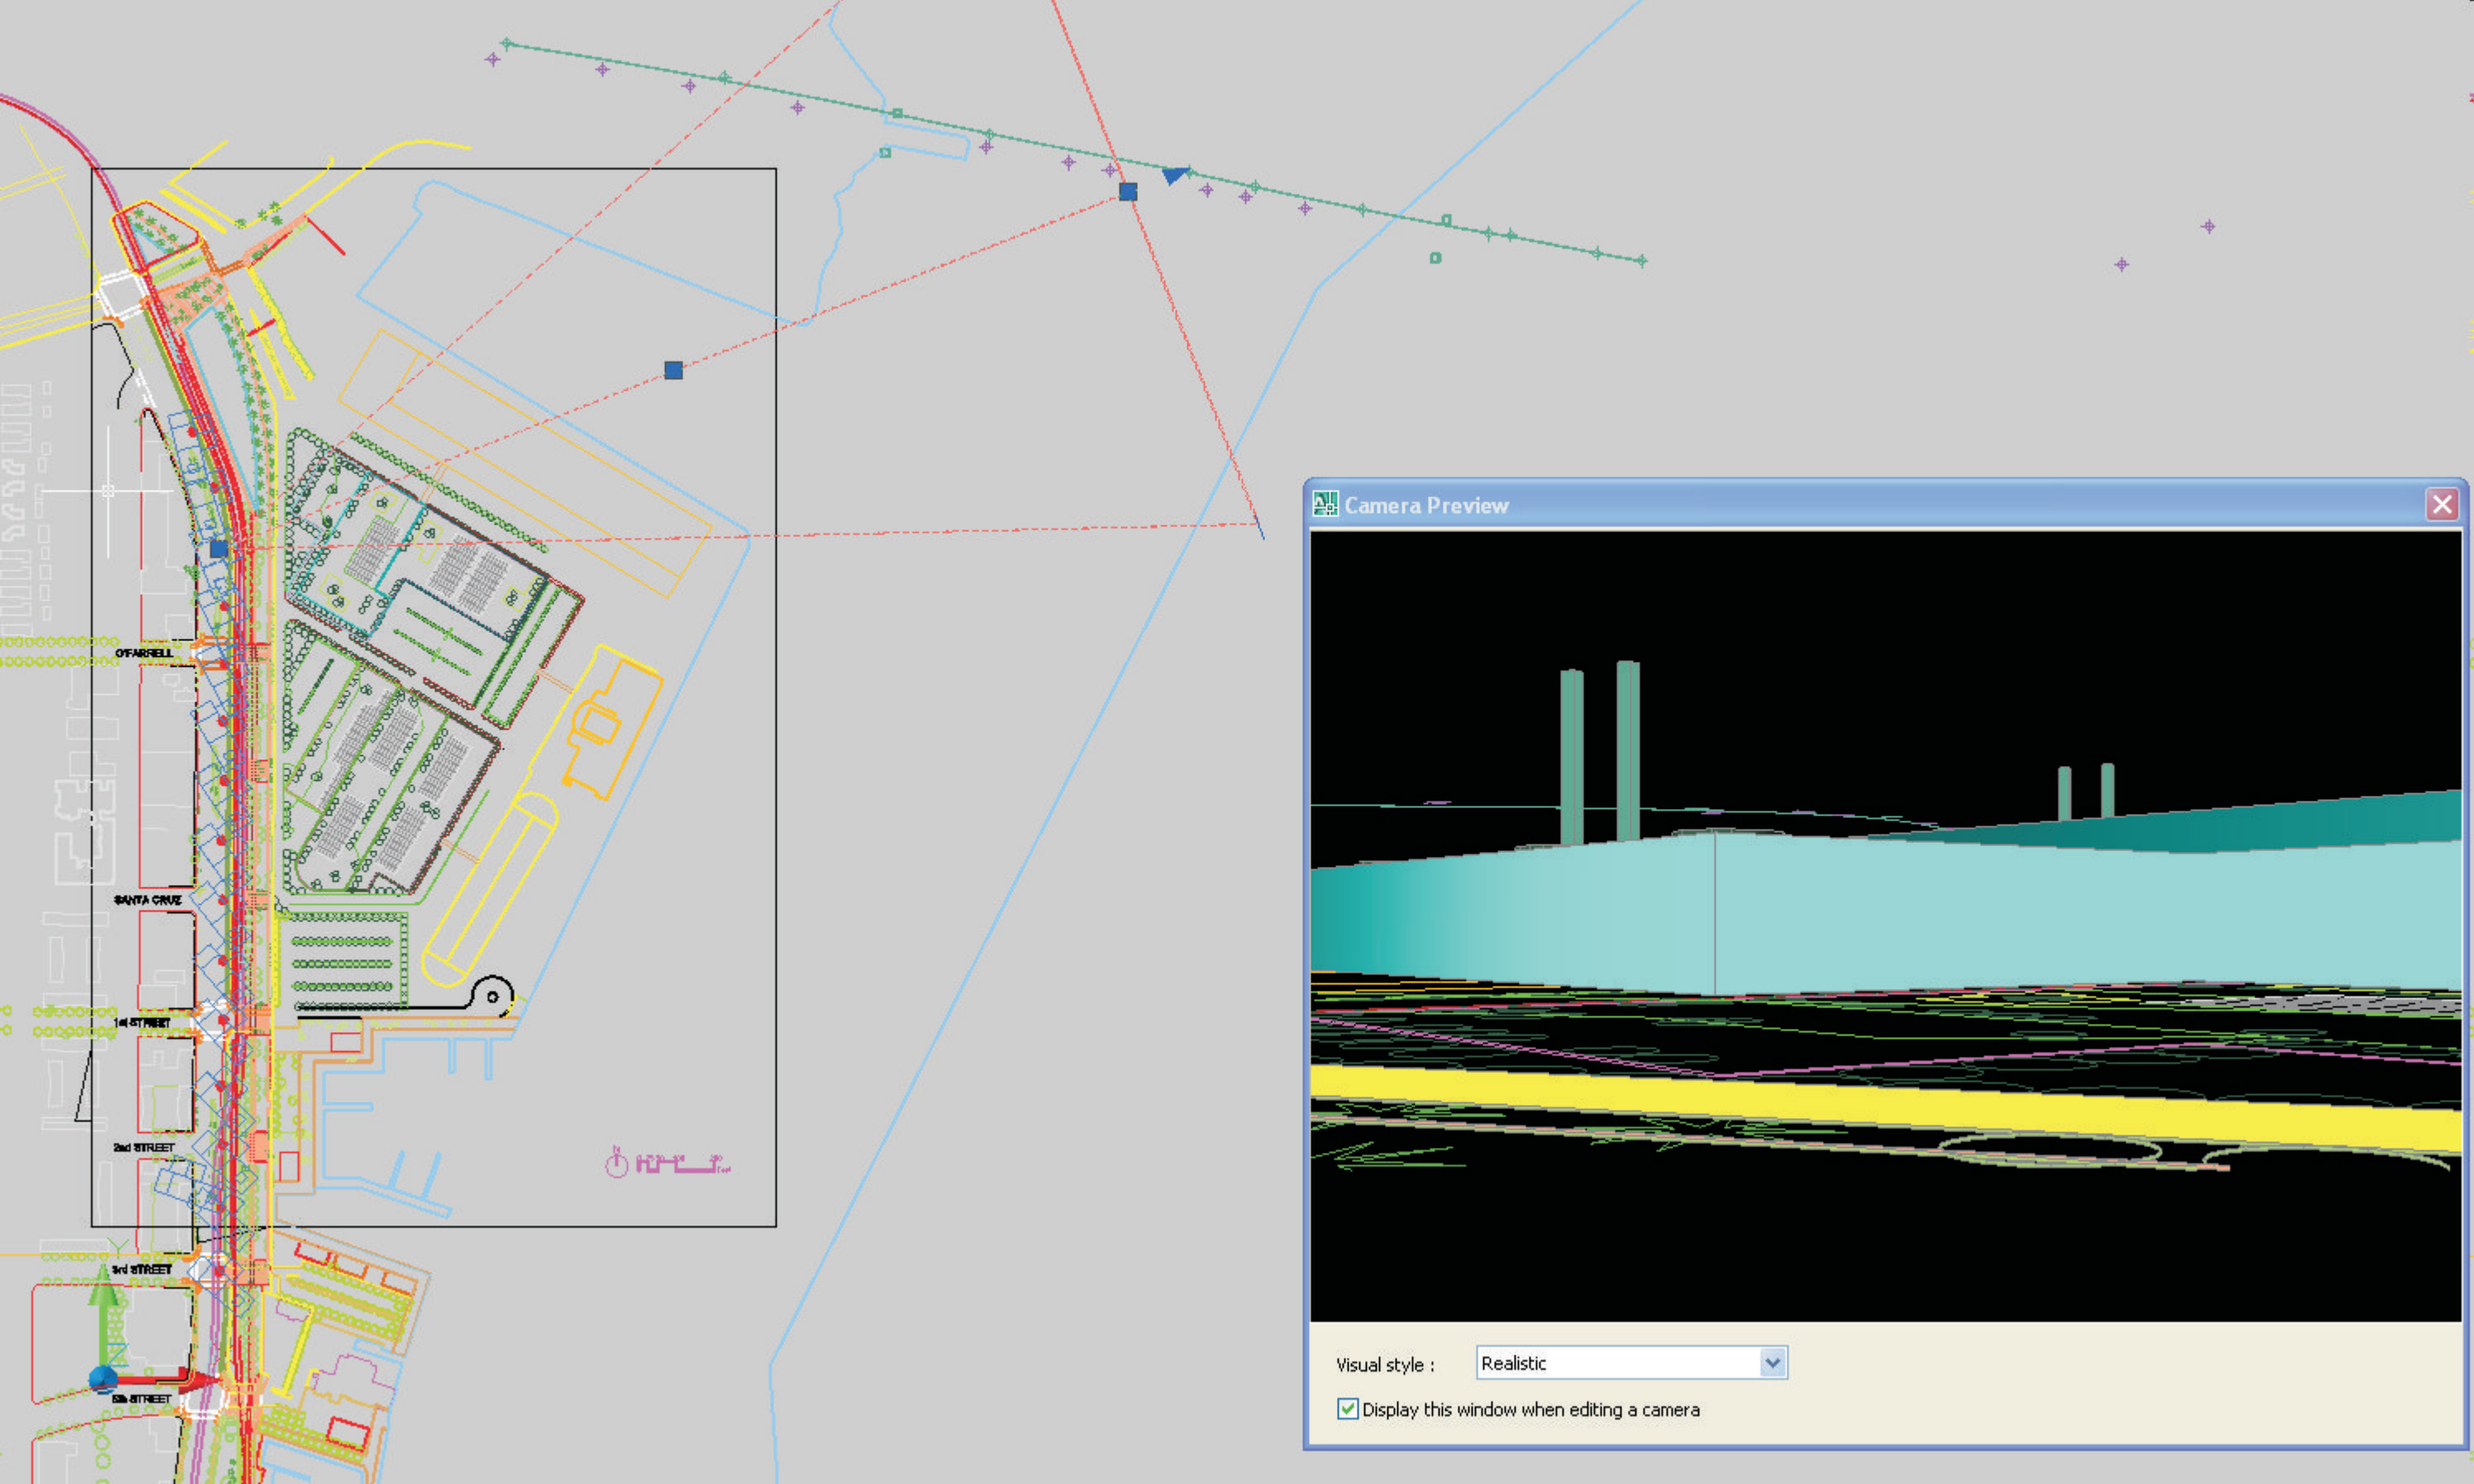 O'FARRELL
SANTA CRUZ
1st STREET
2nd STREET
3rd STREET
5th STREET
N
Camera Preview
Visual style :
Realistic
Display this window when editing a camera